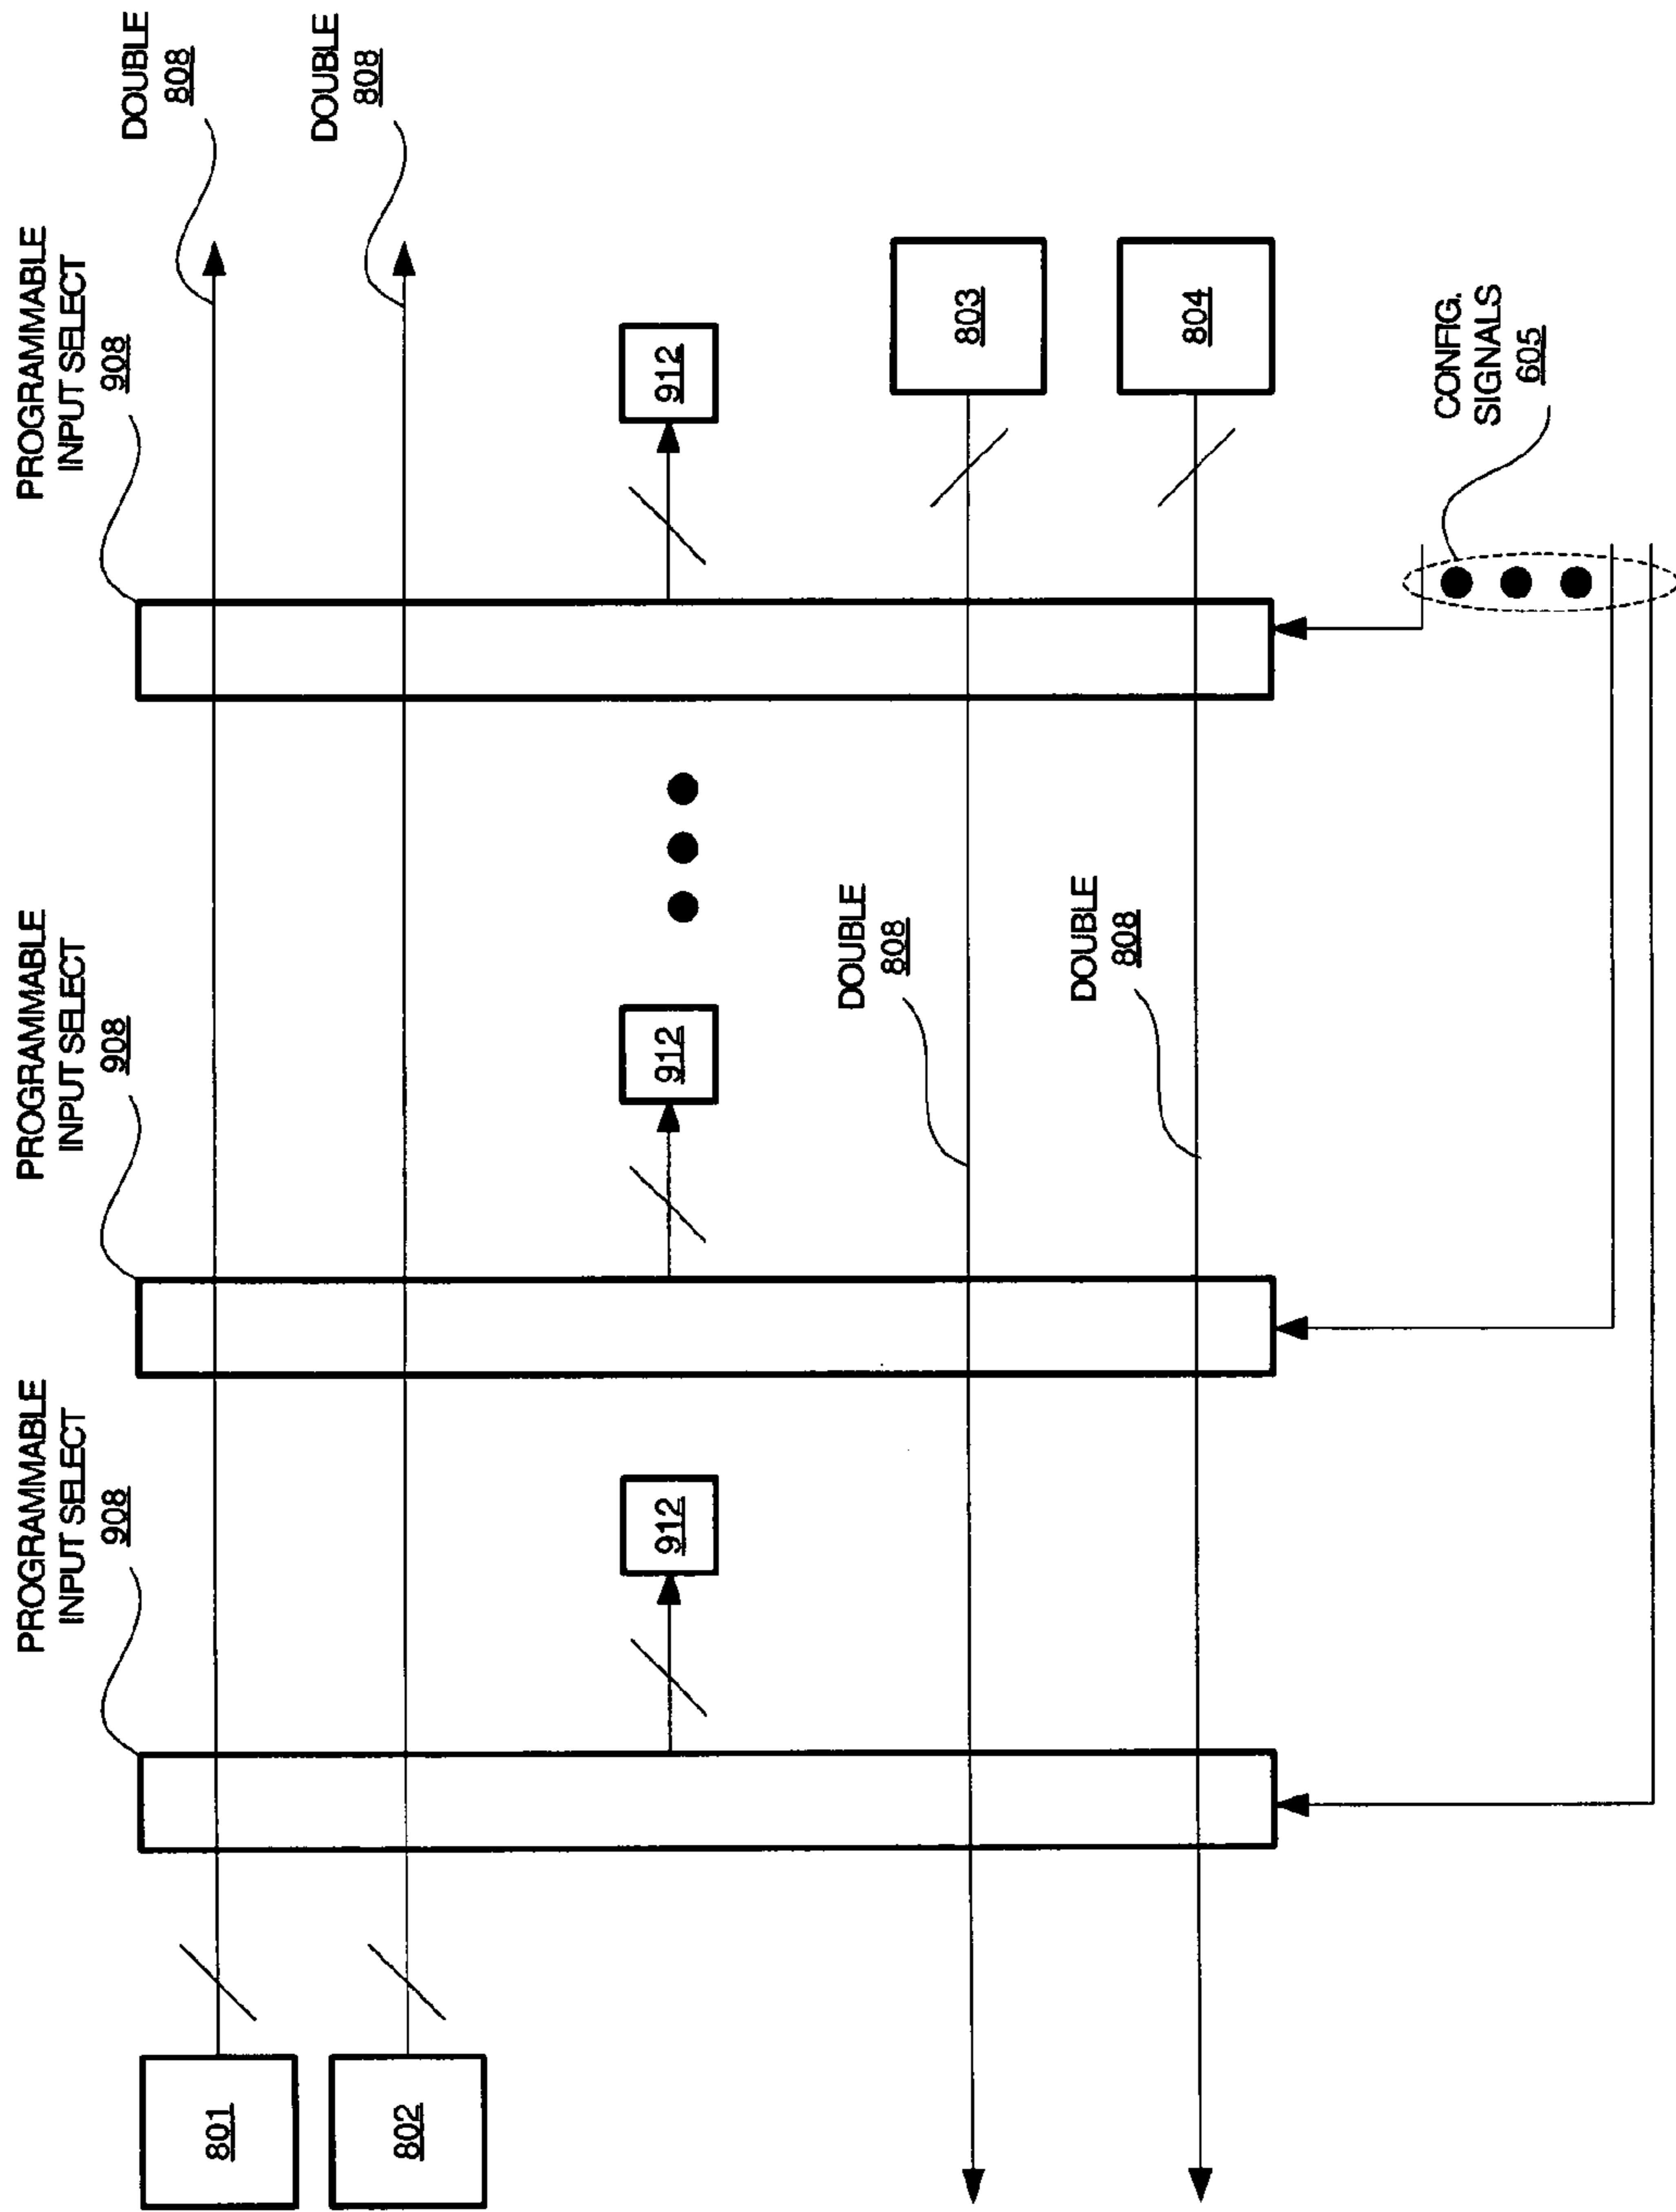 PROGRAMMABLE
INPUT SELECT
908
PROGRAMMABLE
INPUT SELECT
908
PROGRAMMABLE
INPUT SELECT
908
DOUBLE
808
801
DOUBLE
808
802
912
912
912
DOUBLE
808
803
DOUBLE
808
804
CONFIG.
SIGNALS
605